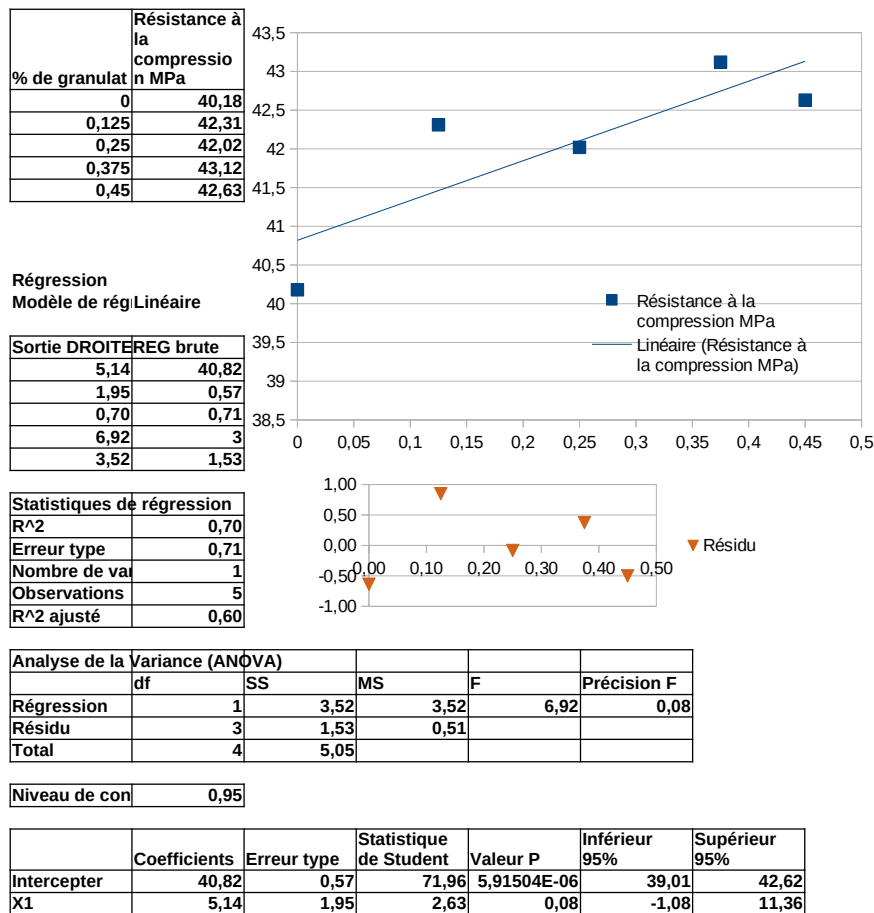 Résistance à
la
compressio
% de granulat n MPa
0 40,18
0,125 42,31
0,25 42,02
0,375 43,12
0,45 42,63
43,5
43
42,5
42
41,5
41
40,5
40
39,5
39
38,5
0 0,05 0,1 0,15 0,2 0,25 0,3 0,35 0,4 0,45 0,5
Résistance à la
compression MPa
Linéaire (Résistance à
la compression MPa)
Régression
Modèle de rég Linéaire
Sortie DROITEREG brute
5,14 40,82
1,95 0,57
0,70 0,71
6,92 3
3,52 1,53
1,00
0,50
0,00
-0,50
-1,00
0,00 0,10 0,20 0,30 0,40 0,50
Résidu
Statistiques de régression
R^2 0,70
Erreur type 0,71
Nombre de var 1
Observations 5
R^2 ajusté 0,60
Analyse de la Variance (ANOVA)
df SS MS F Précision F
Régression 1 3,52 3,52 6,92 0,08
Résidu 3 1,53 0,51
Total 4 5,05
Niveau de con 0,95
Statistique
de Student
Inférieur
95%
Supérieur
95%
Coefficients Erreur type Valeur P
Intercepter 40,82 0,57 71,96 5,91504E-06 39,01 42,62
X1 5,14 1,95 2,63 0,08 -1,08 11,36